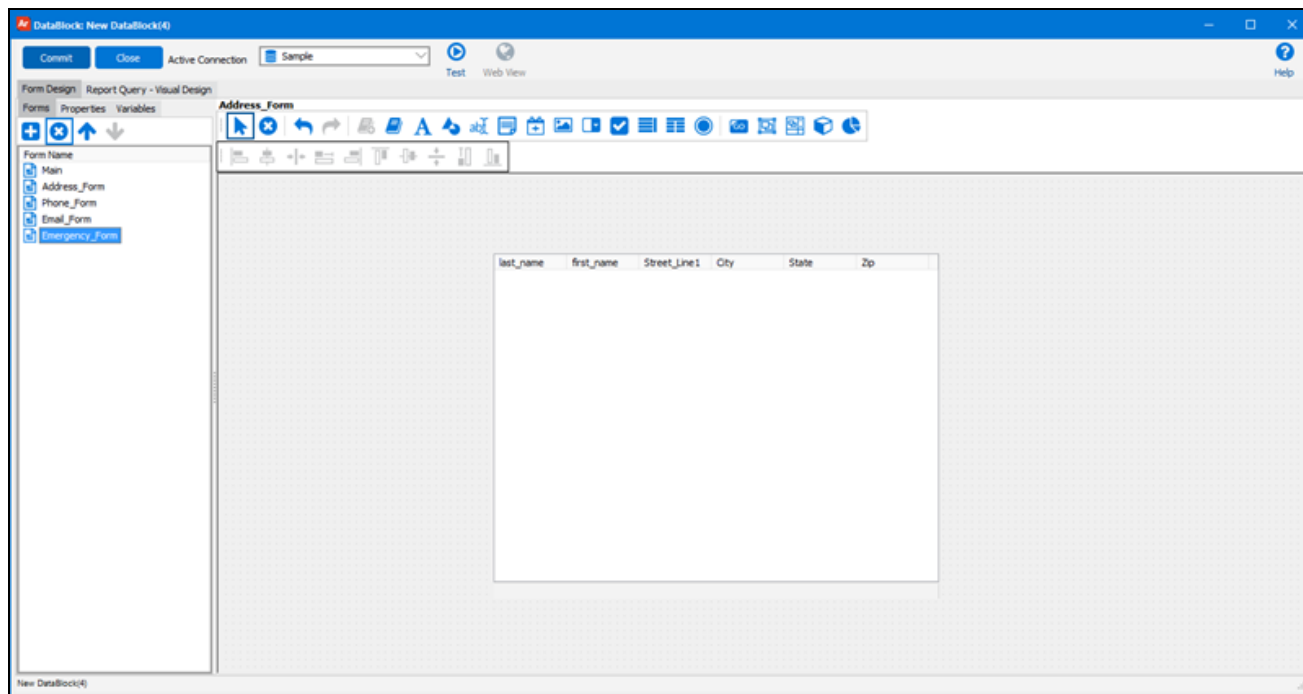 Ar DataBlock: New DataBlock(4)
Commit Close Active Connection Sample
Test Web View Help
Form Design Report Query - Visual Design
Forms Properties Variables Address_Form
Form Name
Main
Address_Form
Phone_Form
Email_Form
Emergency_Form
last_name first_name Street_Line1 City State Zip
New DataBlock(4)